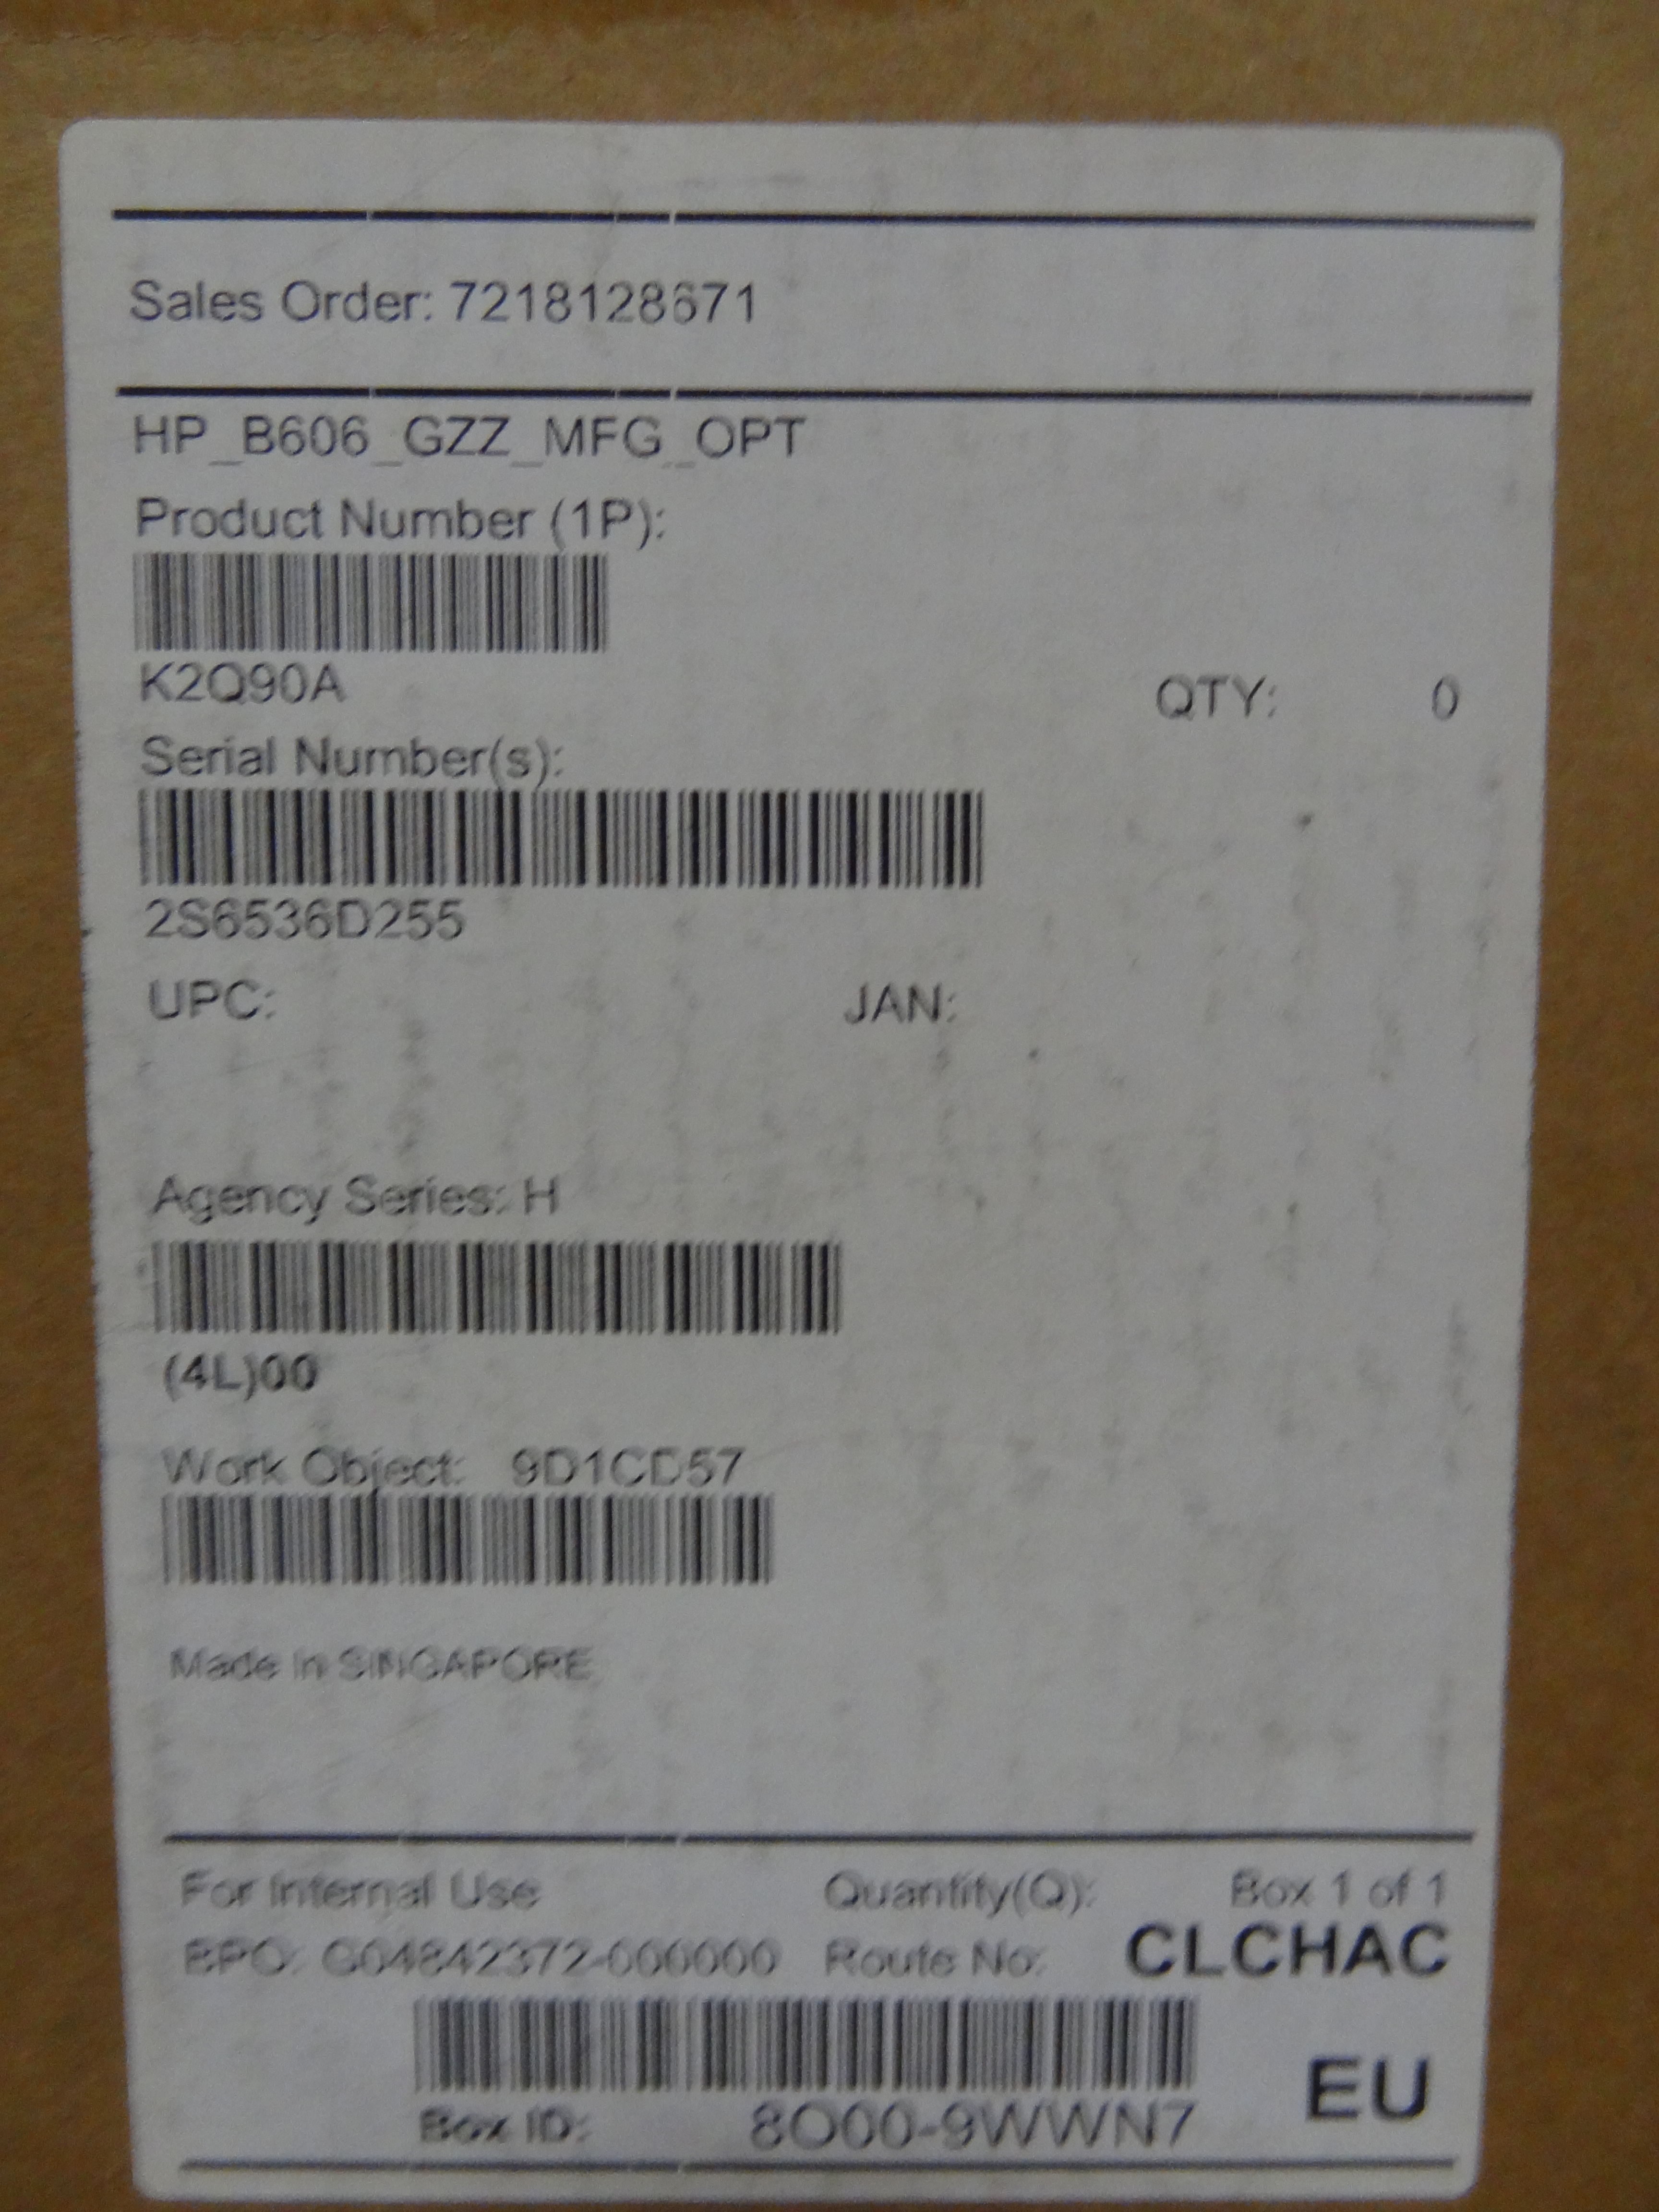 Sales Order: 7218128671
HP_B606_GZZ_MFG_OPT
Product Number (1P):
K2Q90A
QTY: 0
Serial Number(s):
2S6536D255
UPC: JAN:
Agency Series: H
(4L)00
Work Object: 9D1CD57
Made In SINGAPORE
For Internal Use Quantity(Q): Box 1 of 1
BPO: G04842372-000000 Route No: CLCHAC
EU
Box ID: 8O00-9WWN7